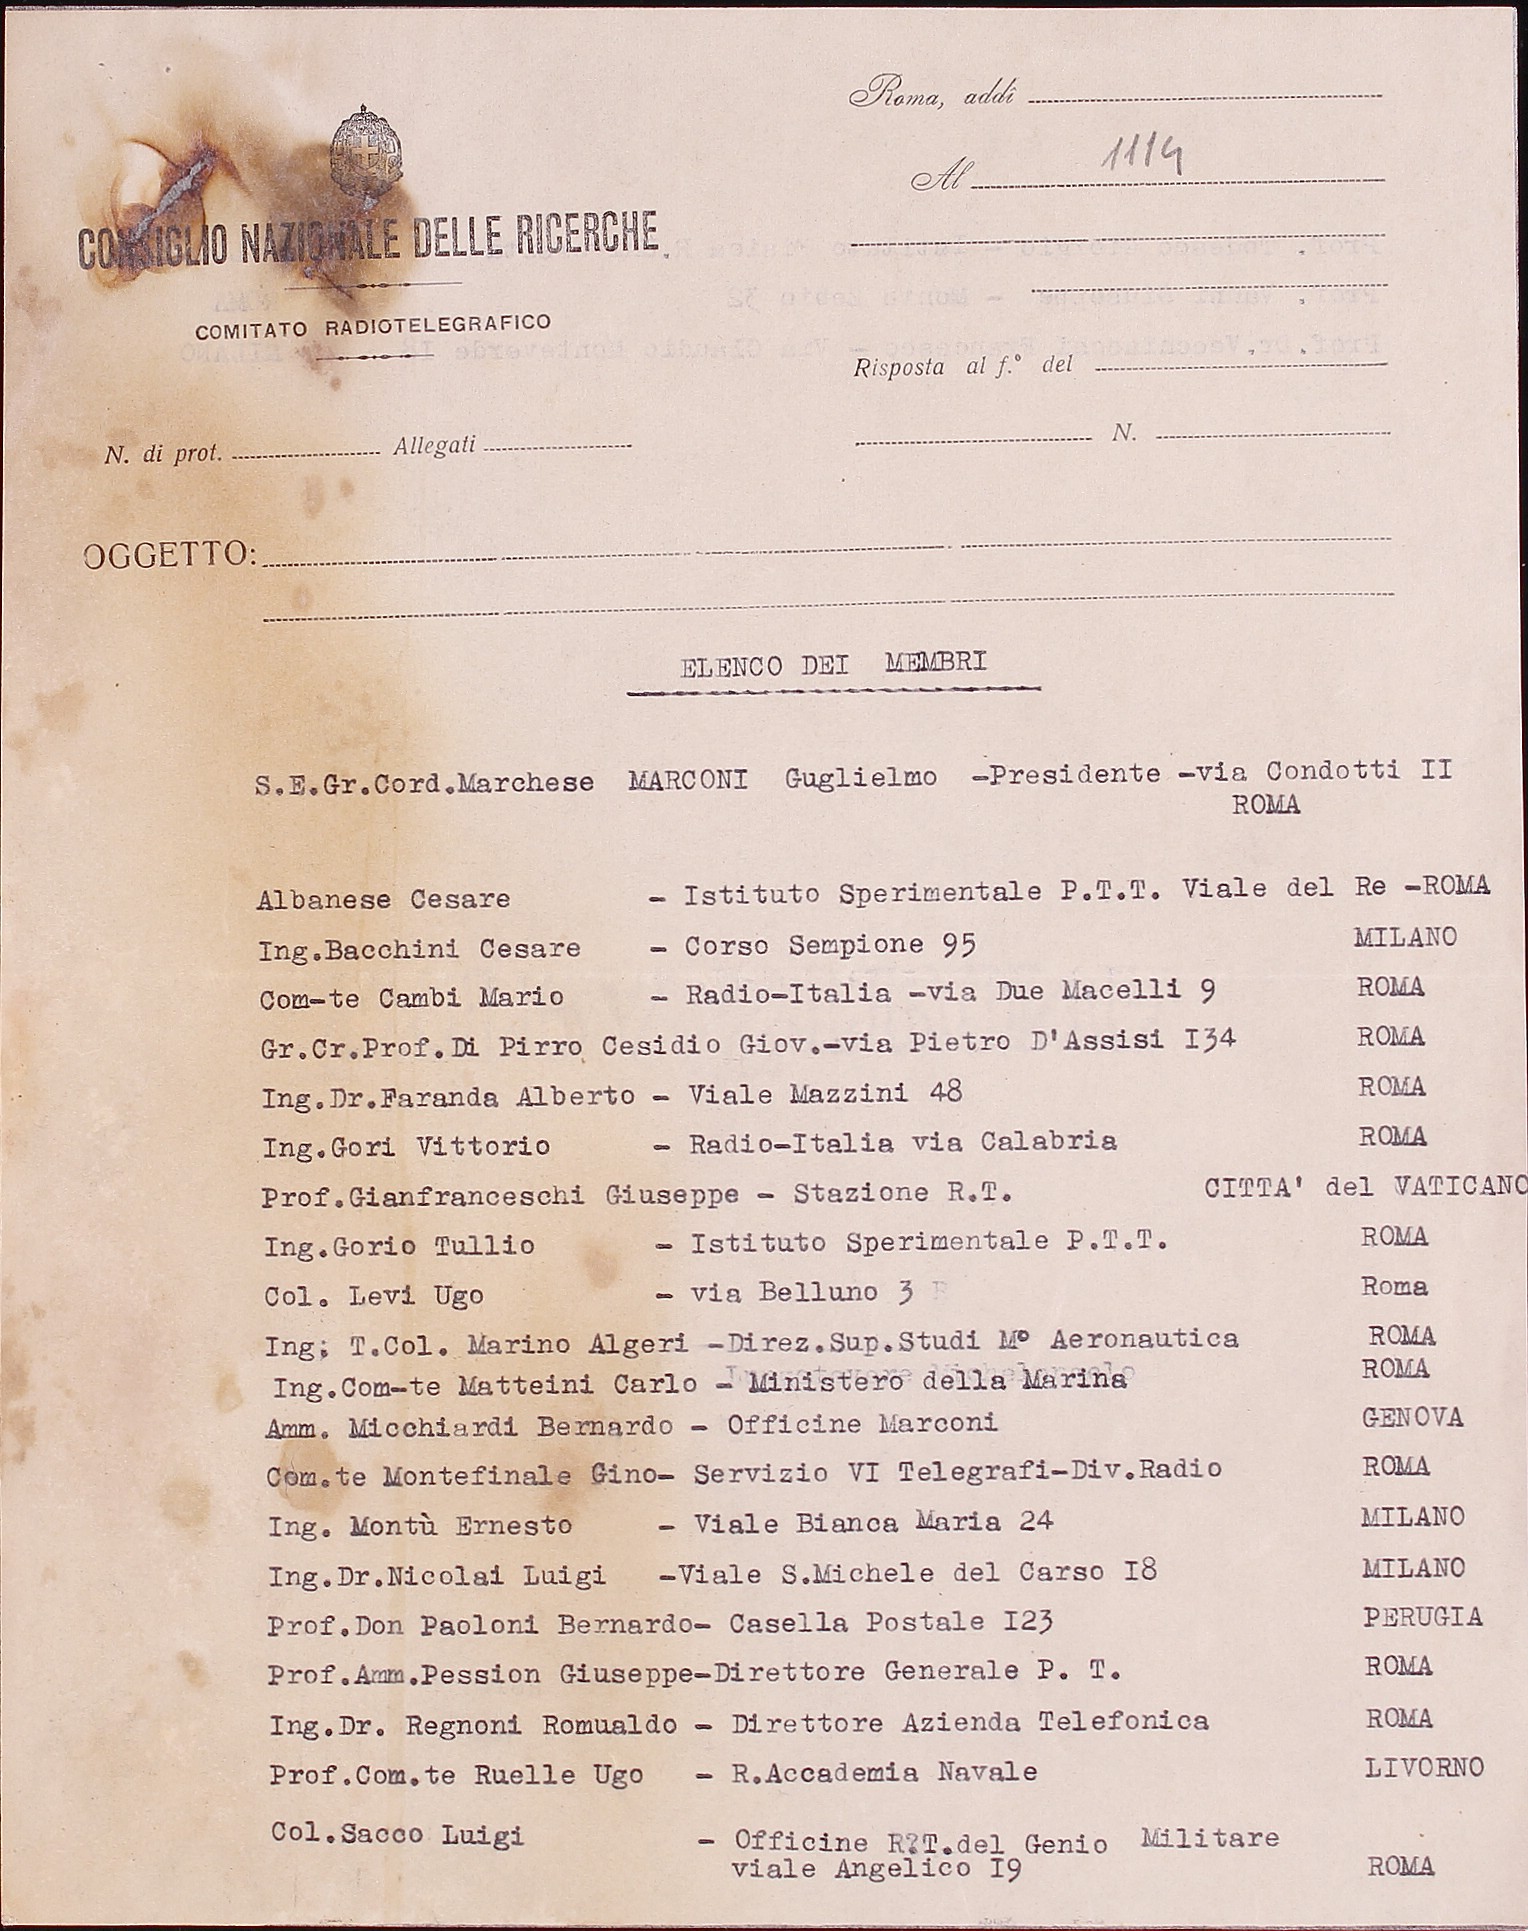 Roma, addî
Al 1114
CONSIGLIO NAZIONALE DELLE RICERCHE
COMITATO RADIOTELEGRAFICO
Risposta al f.° del
N. di prot. Allegati N.
OGGETTO:
ELENCO DEI MEMBRI
S.E.Gr.Cord.Marchese MARCONI Guglielmo -Presidente -via Condotti II
ROMA
Albanese Cesare - Istituto Sperimentale P.T.T. Viale del Re -ROMA
Ing.Bacchini Cesare - Corso Sempione 95 MILANO
Com-te Cambi Mario - Radio-Italia -via Due Macelli 9 ROMA
Gr.Cr.Prof.Di Pirro Cesidio Giov.-via Pietro D'Assisi I34 ROMA
Ing.Dr.Faranda Alberto - Viale Mazzini 48 ROMA
Ing.Gori Vittorio - Radio-Italia via Calabria ROMA
Prof.Gianfranceschi Giuseppe - Stazione R.T. CITTA' del VATICANO
Ing.Gorio Tullio - Istituto Sperimentale P.T.T. ROMA
Col. Levi Ugo - via Belluno 3 Roma
Ing; T.Col. Marino Algeri -Direz.Sup.Studi M° Aeronautica ROMA
Ing.Com-te Matteini Carlo - Ministero della Marina ROMA
Amm. Micchiardi Bernardo - Officine Marconi GENOVA
Com.te Montefinale Gino- Servizio VI Telegrafi-Div.Radio ROMA
Ing. Montù Ernesto - Viale Bianca Maria 24 MILANO
Ing.Dr.Nicolai Luigi -Viale S.Michele del Carso I8 MILANO
Prof.Don Paoloni Bernardo- Casella Postale I23 PERUGIA
Prof.Amm.Pession Giuseppe-Direttore Generale P. T. ROMA
Ing.Dr. Regnoni Romualdo - Direttore Azienda Telefonica ROMA
Prof.Com.te Ruelle Ugo - R.Accademia Navale LIVORNO
Col.Sacco Luigi - Officine R?T.del Genio Militare
viale Angelico I9 ROMA